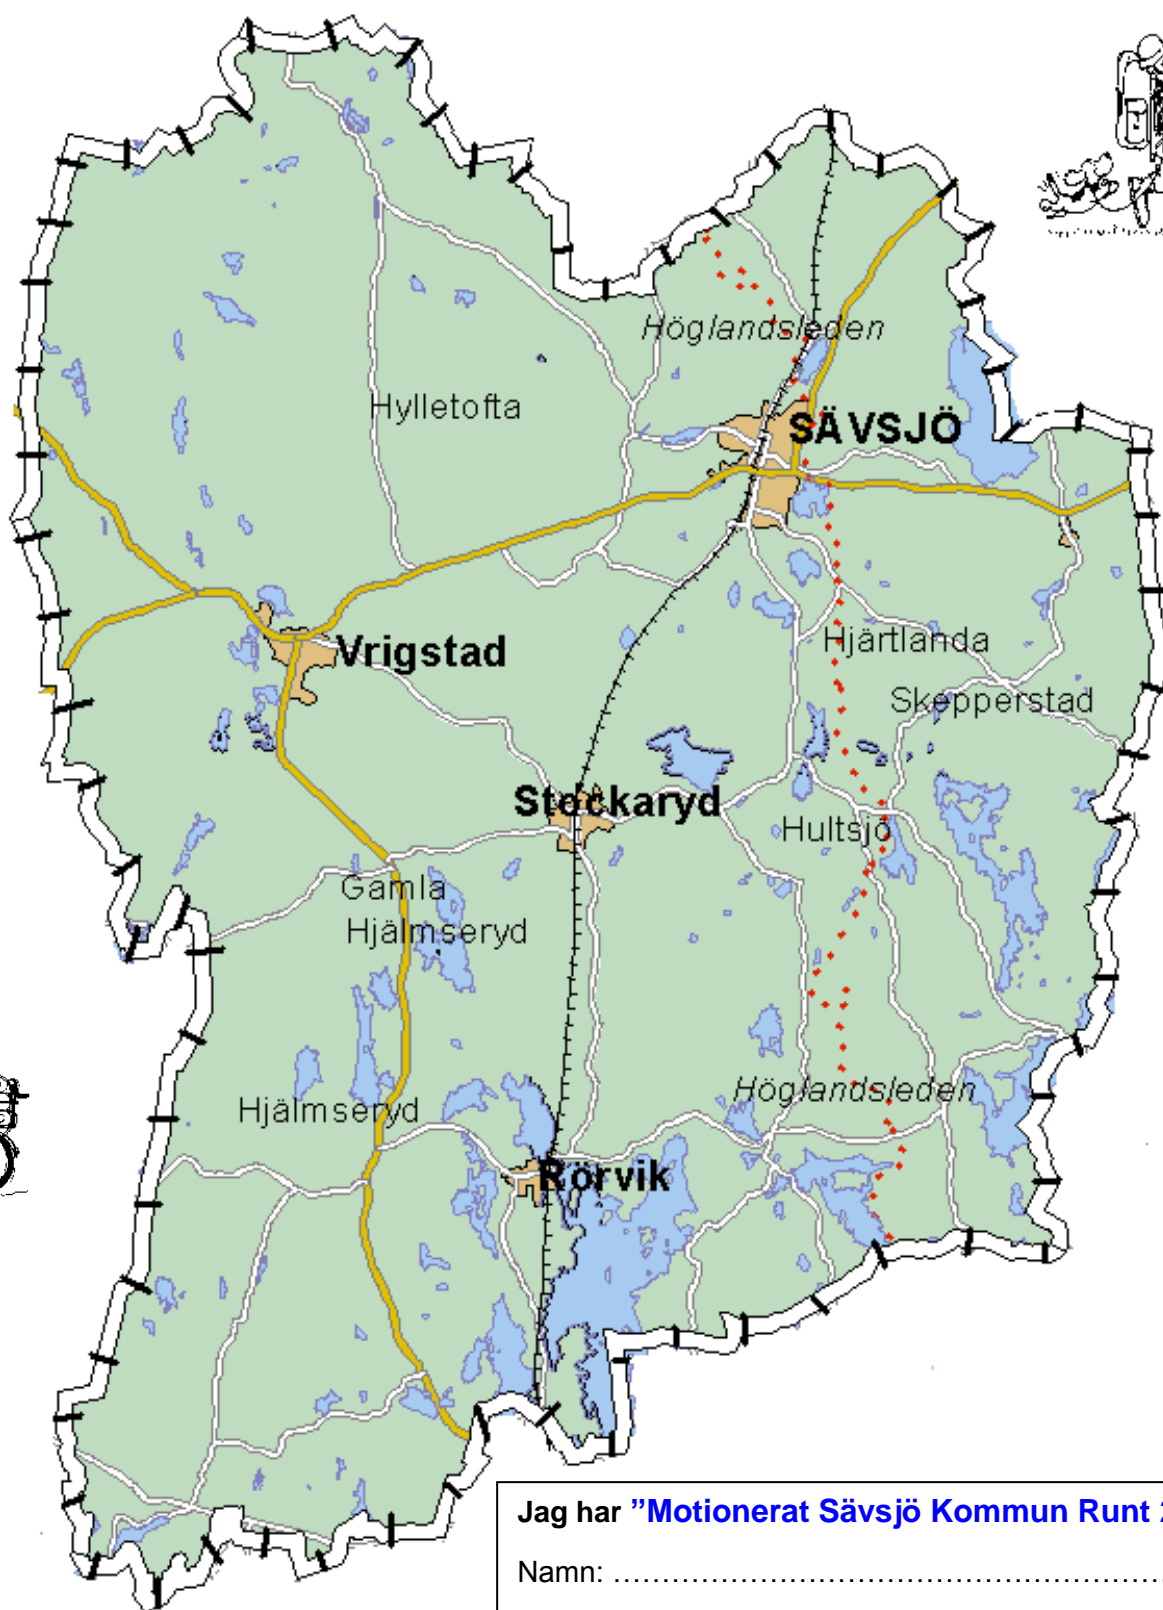 Höglandsleden
Hylletofta
SÄVSJÖ
Hjärtlanda
Vrigstad
Skepperstad
Stockaryd
Hultsjö
Gamla
Hjälmseryd
Höglandsleden
Hjälmseryd
Rörvik
Jag har ”Motionerat Sävsjö Kommun Runt
Namn: ..........................................................